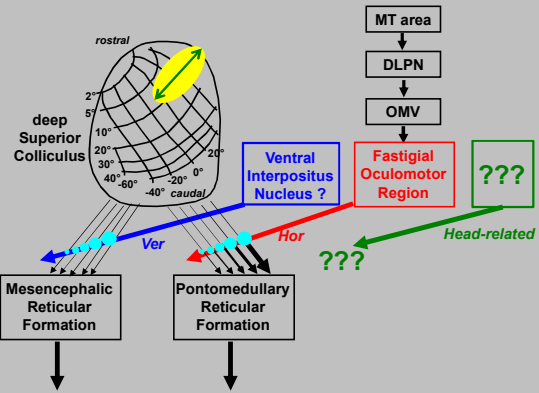 MT area
rostral
DLPN
2°
deep
Superior
Colliculus
5°
OMV
10°
20°
30°
40°
-60°
-40°
-20°
0°
20°
caudal
Ventral
Interpositus
Nucleus ?
Fastigial
Oculomotor
Region
???
Ver
Hor
Head-related
???
Mesencephalic
Reticular
Formation
Pontomedullary
Reticular
Formation